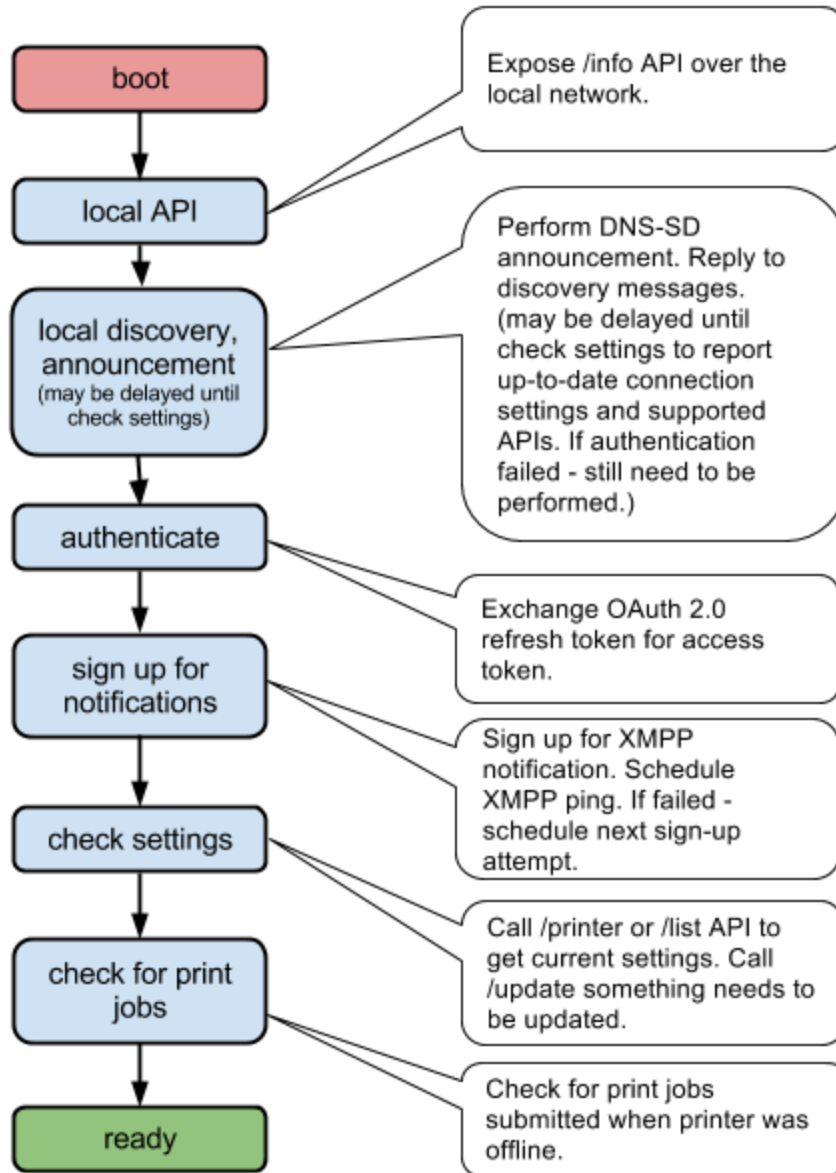 boot
Expose /info API over the
local network.
local API
Perform DNS-SD
announcement. Reply to
discovery messages.
(may be delayed until
check settings to report
up-to-date connection
settings and supported
APIs. If authentication
failed - still need to be
performed.)
local discovery,
announcement
(may be delayed until
check settings)
authenticate
Exchange OAuth 2.0
refresh token for access
token.
sign up for
notifications
Sign up for XMPP
notification. Schedule
XMPP ping. If failed -
schedule next sign-up
attempt.
check settings
Call /printer or /list API to
get current settings. Call
/update something needs to
be updated.
check for print
jobs
Check for print jobs
submitted when printer was
offline.
ready